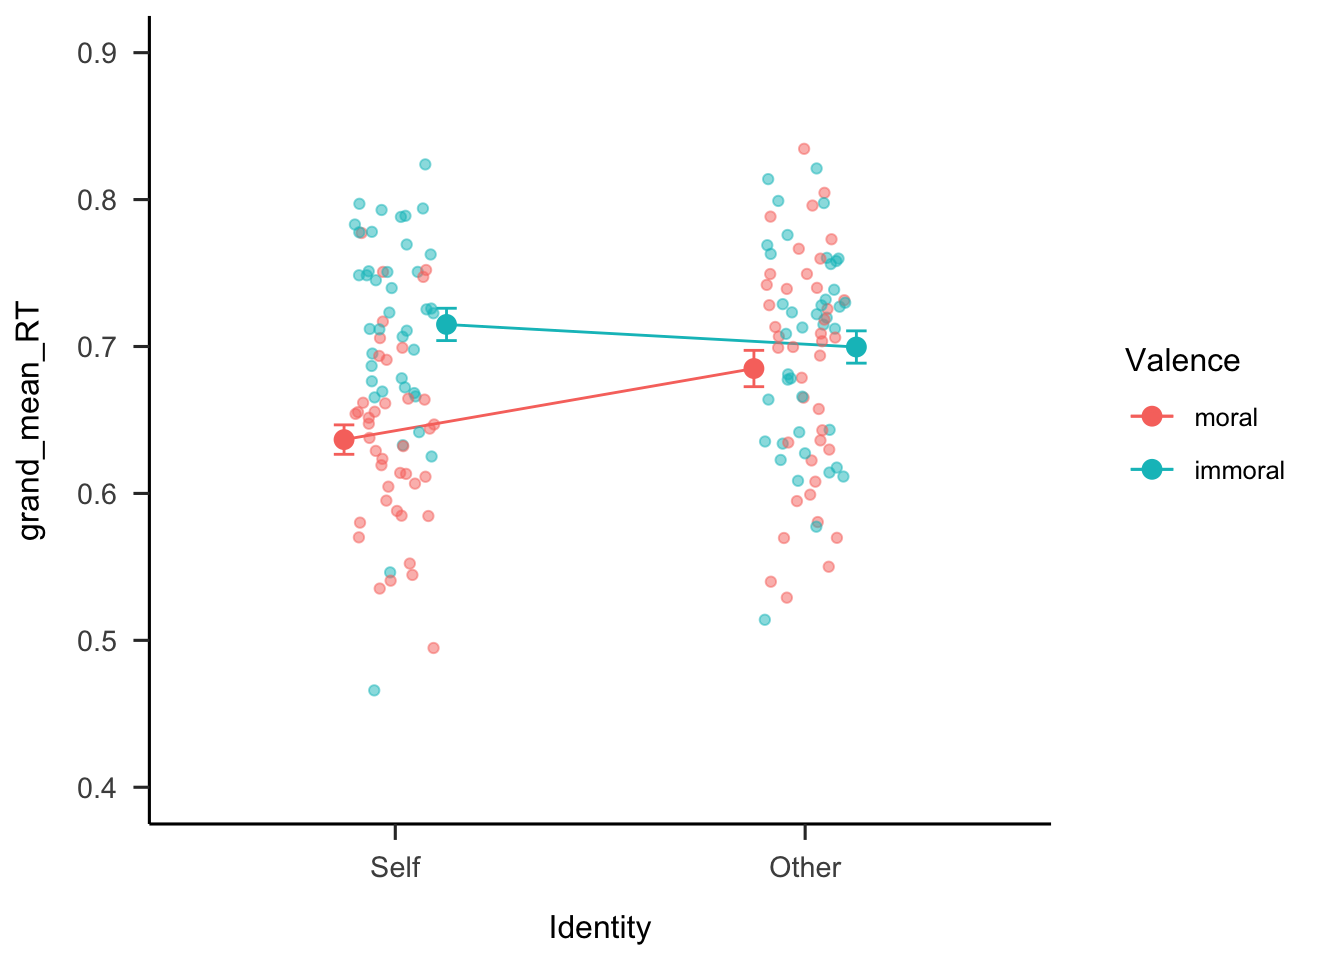 0.9
0.8
0.7
0.6
0.5
0.4
grand_mean_RT
Self
Other
Identity
Valence
moral
immoral